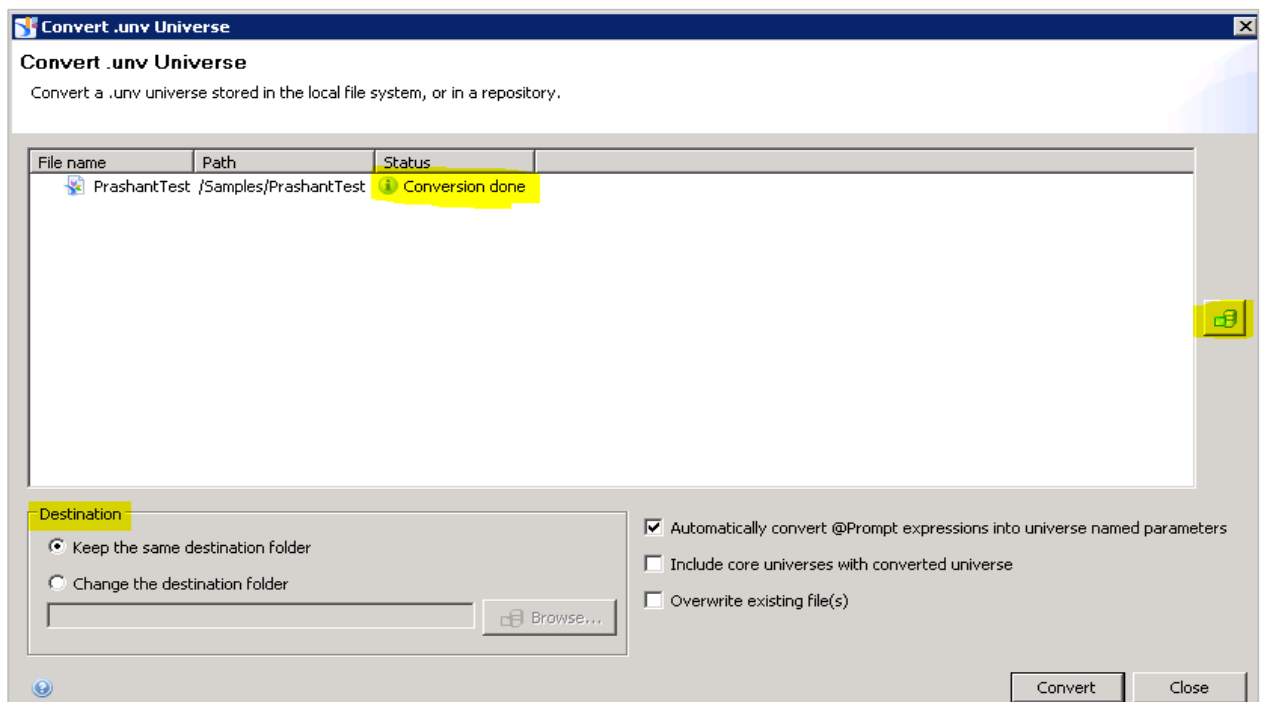 Convert .unv Universe
Convert .unv Universe
Convert a .unv universe stored in the local file system, or in a repository.
File name Path Status
PrashantTest /Samples/PrashantTest Conversion done
Destination
Keep the same destination folder
Change the destination folder
Browse...
Automatically convert @Prompt expressions into universe named parameters
Include core universes with converted universe
Overwrite existing file(s)
Convert Close